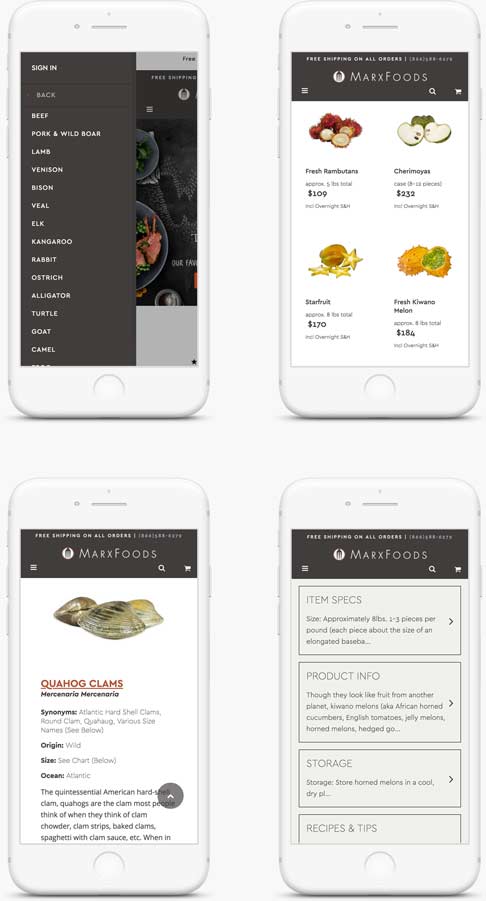 SIGN IN
BACK
BEEF
PORK & WILD BOAR
LAMB
VENISON
BISON
VEAL
ELK
KANGAROO
RABBIT
OSTRICH
ALLIGATOR
TURTLE
GOAT
CAMEL
Free
FREE SHIPPING
OUR FAV
FREE SHIPPING ON ALL ORDERS | (866)588-6279
MARXFOODS
Fresh Rambutans
approx. 5 lbs total
$109
Incl Overnight S&H
Cherimoyas
case (8-12 pieces)
$232
Incl Overnight S&H
Starfruit
approx. 8 lbs total
$170
Incl Overnight S&H
Fresh Kiwano
Melon
approx. 8 lbs total
$184
Incl Overnight S&H
FREE SHIPPING ON ALL ORDERS | (866)588-6279
MARXFOODS
QUAHOG CLAMS
Mercenaria Mercenaria
Synonyms: Atlantic Hard Shell Clams,
Round Clam, Quahaug, Various Size
Names (See Below)
Origin: Wild
Size: See Chart (Below)
Ocean: Atlantic
The quintessential American hard-shell
clam, quahogs are the clam most people
think of when they think of clam
chowder, clam strips, baked clams,
spaghetti with clam sauce, etc. When in
FREE SHIPPING ON ALL ORDERS | (866)588-6279
MARXFOODS
ITEM SPECS
Size: Approximately 8lbs. 1-3 pieces per
pound (each piece about the size of an
elongated baseba...
PRODUCT INFO
Though they look like fruit from another
planet, kiwano melons (aka African horned
cucumbers, English tomatoes, jelly melons,
horned melons, hedged go...
STORAGE
Storage: Store horned melons in a cool,
dry pl...
RECIPES & TIPS